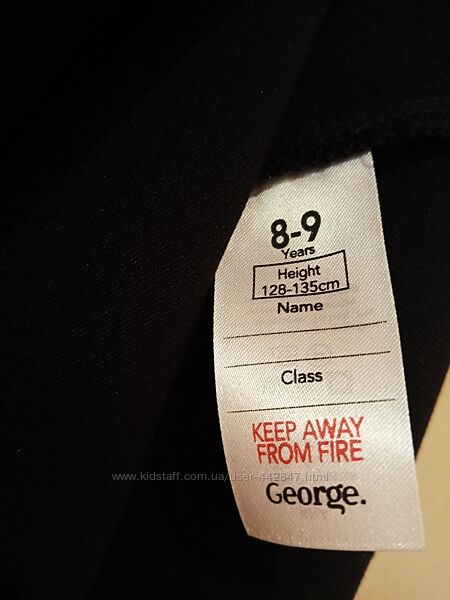 8-9
Years
Height
128-135cm
Name
Class
KEEP AWAY
FROM FIRE
www.kidstaff.com.ua/user-442847.html
George.